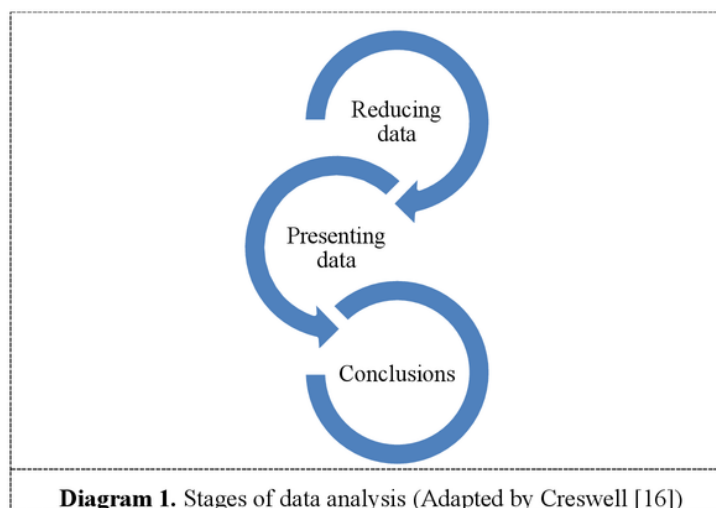 Reducing
data
Presenting
data
Conclusions
Diagram 1. Stages of data analysis (Adapted by Creswell [16])